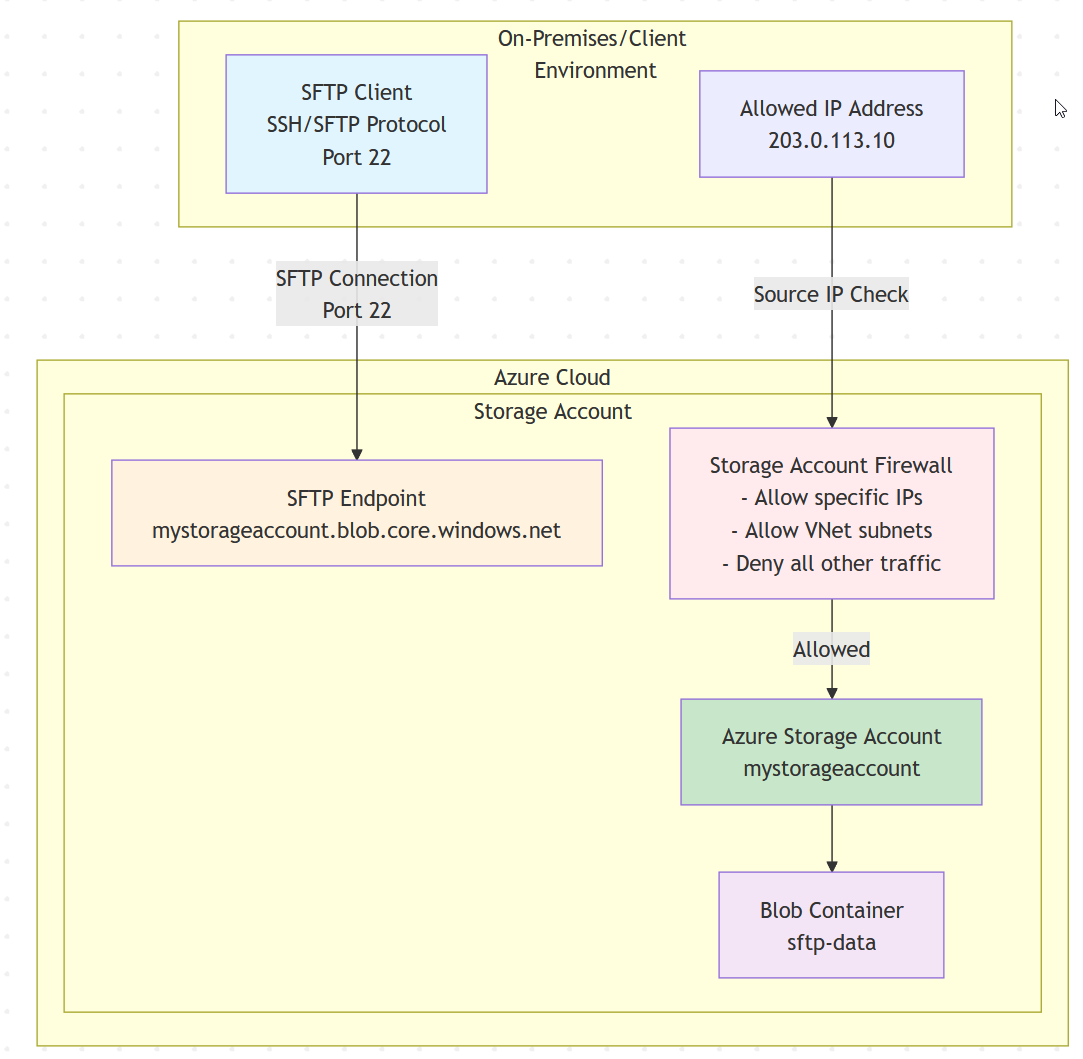 On-Premises/Client
Environment
SFTP Client
SSH/SFTP Protocol
Port 22
Allowed IP Address
203.0.113.10
SFTP Connection
Port 22
Source IP Check
Azure Cloud
Storage Account
SFTP Endpoint
mystorageaccount.blob.core.windows.net
Storage Account Firewall
- Allow specific IPs
- Allow VNet subnets
- Deny all other traffic
Allowed
Azure Storage Account
mystorageaccount
Blob Container
sftp-data